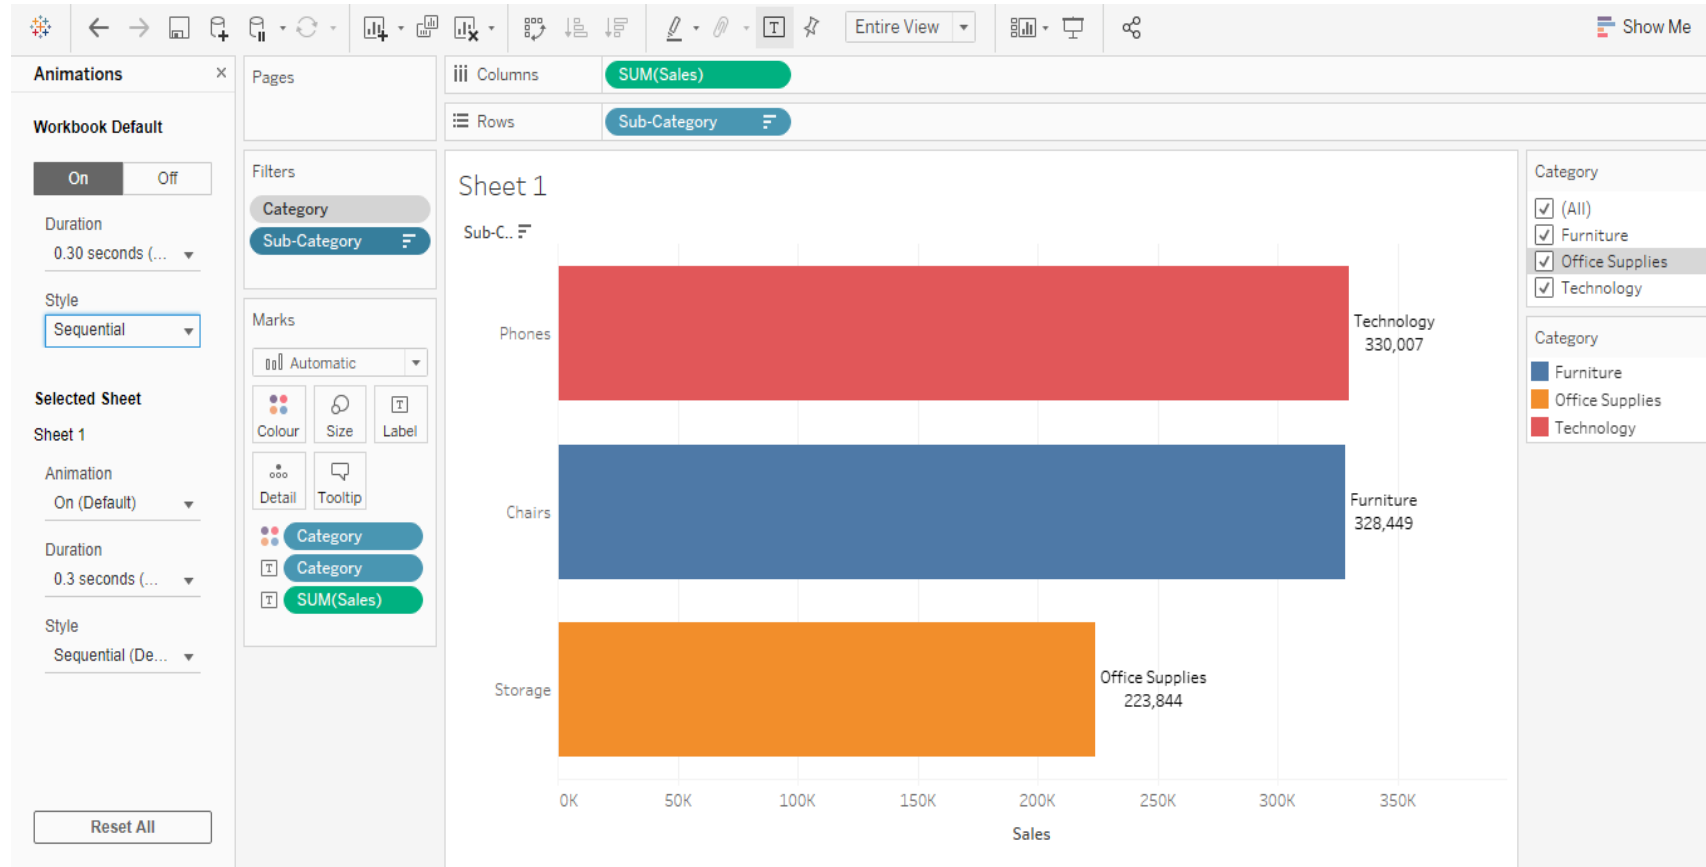 Entire View
Show Me
Animations
Workbook Default
On
Off
Duration
0.30 seconds (...
Style
Sequential
Selected Sheet
Sheet 1
Animation
On (Default)
Duration
0.3 seconds (...
Style
Sequential (De...
Reset All
Pages
Filters
Category
Sub-Category
Marks
Automatic
Colour
Size
Label
T
Detail
Tooltip
Category
T Category
T SUM(Sales)
Columns
SUM(Sales)
Rows
Sub-Category
Sheet 1
Sub-C..
Phones
Technology
330,007
Chairs
Furniture
328,449
Storage
Office Supplies
223,844
0K
50K
100K
150K
200K
250K
300K
350K
Sales
Category
(All)
Furniture
Office Supplies
Technology
Category
Furniture
Office Supplies
Technology